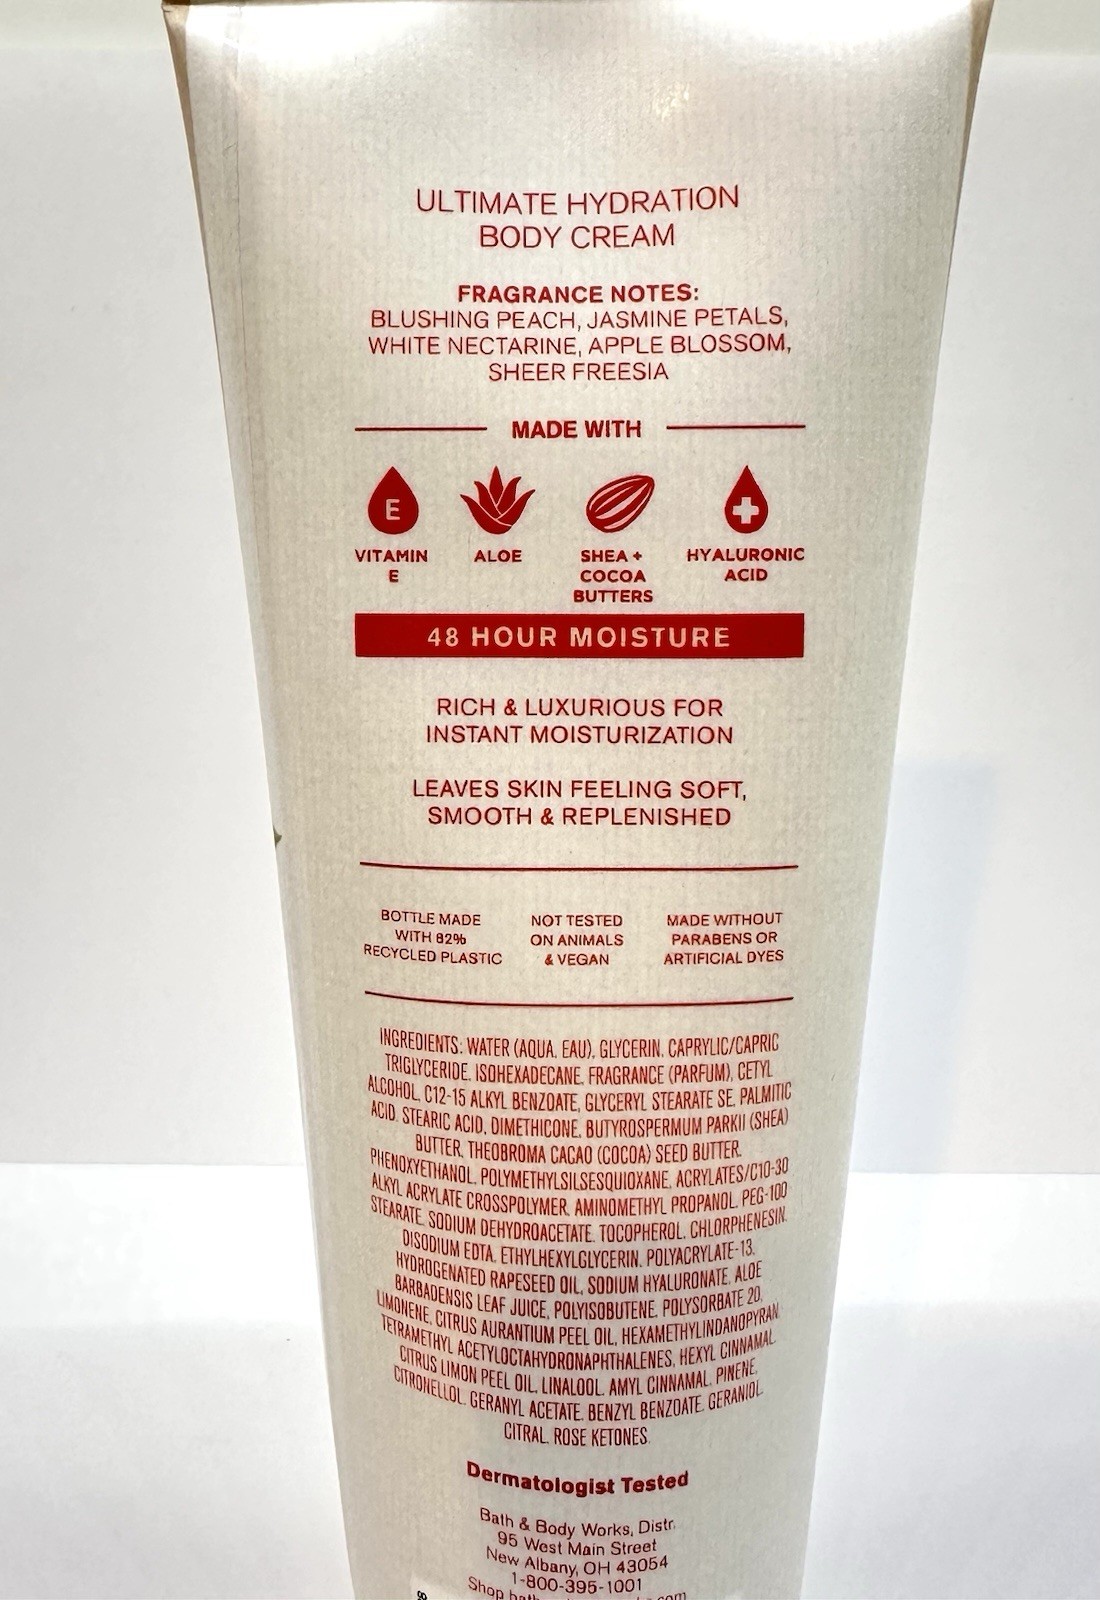 ULTIMATE HYDRATION
BODY CREAM
FRAGRANCE NOTES:
BLUSHING PEACH, JASMINE PETALS,
WHITE NECTARINE, APPLE BLOSSOM,
SHEER FREESIA
MADE WITH
E
VITAMIN
E
ALOE
SHEA +
COCOA
BUTTERS
HYALURONIC
ACID
48 HOUR MOISTURE
RICH & LUXURIOUS FOR
INSTANT MOISTURIZATION
LEAVES SKIN FEELING SOFT,
SMOOTH & REPLENISHED
BOTTLE MADE
WITH 82%
RECYCLED PLASTIC
NOT TESTED
ON ANIMALS
& VEGAN
MADE WITHOUT
PARABENS OR
ARTIFICIAL DYES
INGREDIENTS: WATER (AQUA, EAU), GLYCERIN, CAPRYLIC/CAPRIC
TRIGLYCERIDE, ISOHEXADECANE, FRAGRANCE (PARFUM), CETYL
ALCOHOL, C12-15 ALKYL BENZOATE, GLYCERYL STEARATE SE, PALMITIC
ACID, STEARIC ACID, DIMETHICONE, BUTYROSPERMUM PARKII (SHEA)
BUTTER, THEOBROMA CACAO (COCOA) SEED BUTTER,
PHENOXYETHANOL, POLYMETHYLSILSESQUIOXANE, ACRYLATES/C10-30
ALKYL ACRYLATE CROSSPOLYMER, AMINOMETHYL PROPANOL, PEG-100
STEARATE, SODIUM DEHYDROACETATE, TOCOPHEROL, CHLORPHENESIN,
DISODIUM EDTA, ETHYLHEXYLGLYCERIN, POLYACRYLATE-13,
HYDROGENATED RAPESEED OIL, SODIUM HYALURONATE, ALOE
BARBADENSIS LEAF JUICE, POLYISOBUTENE, POLYSORBATE 20,
LIMONENE, CITRUS AURANTIUM PEEL OIL, HEXAMETHYLINDANOPYRAN,
TETRAMETHYL ACETYLOCTAHYDRONAPHTHALENES, HEXYL CINNAMAL,
CITRUS LIMON PEEL OIL, LINALOOL, AMYL CINNAMAL, PINENE,
CITRONELLOL, GERANYL ACETATE, BENZYL BENZOATE, GERANIOL,
CITRAL, ROSE KETONES.
Dermatologist Tested
Bath & Body Works, Distr.
95 West Main Street
New Albany, OH 43054
1-800-395-1001
Shop